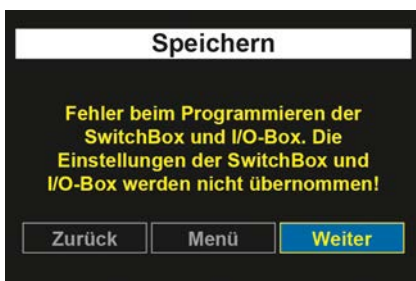 Speichern
Fehler beim Programmieren der
SwitchBox und I/O-Box. Die
Einstellungen der SwitchBox und
I/O-Box werden nicht übernommen!
Zurück Menü Weiter